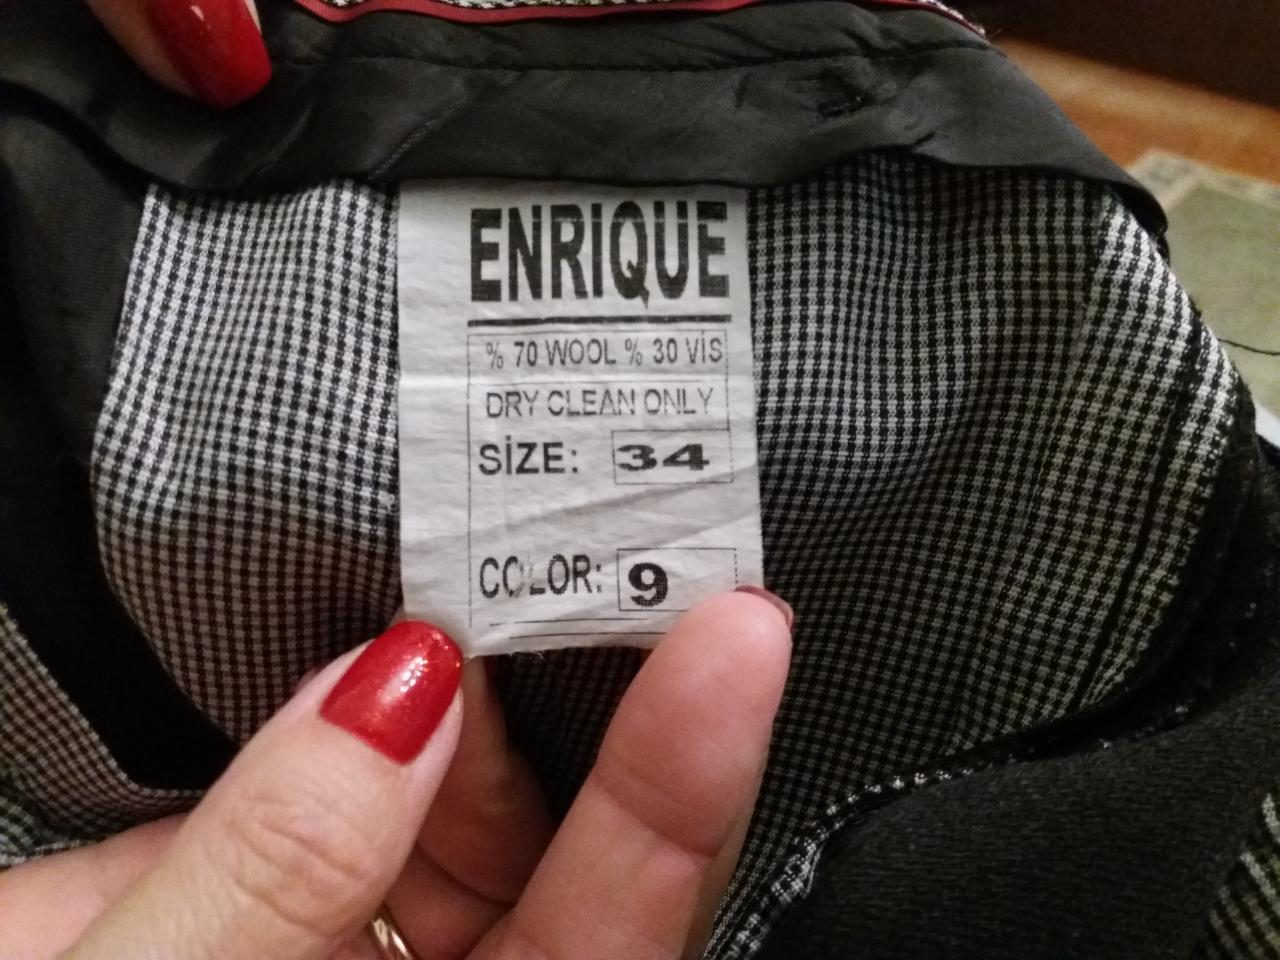 ENRIQUE
% 70 WOOL % 30 VİS
DRY CLEAN ONLY
SİZE: 34
COLOR: 9